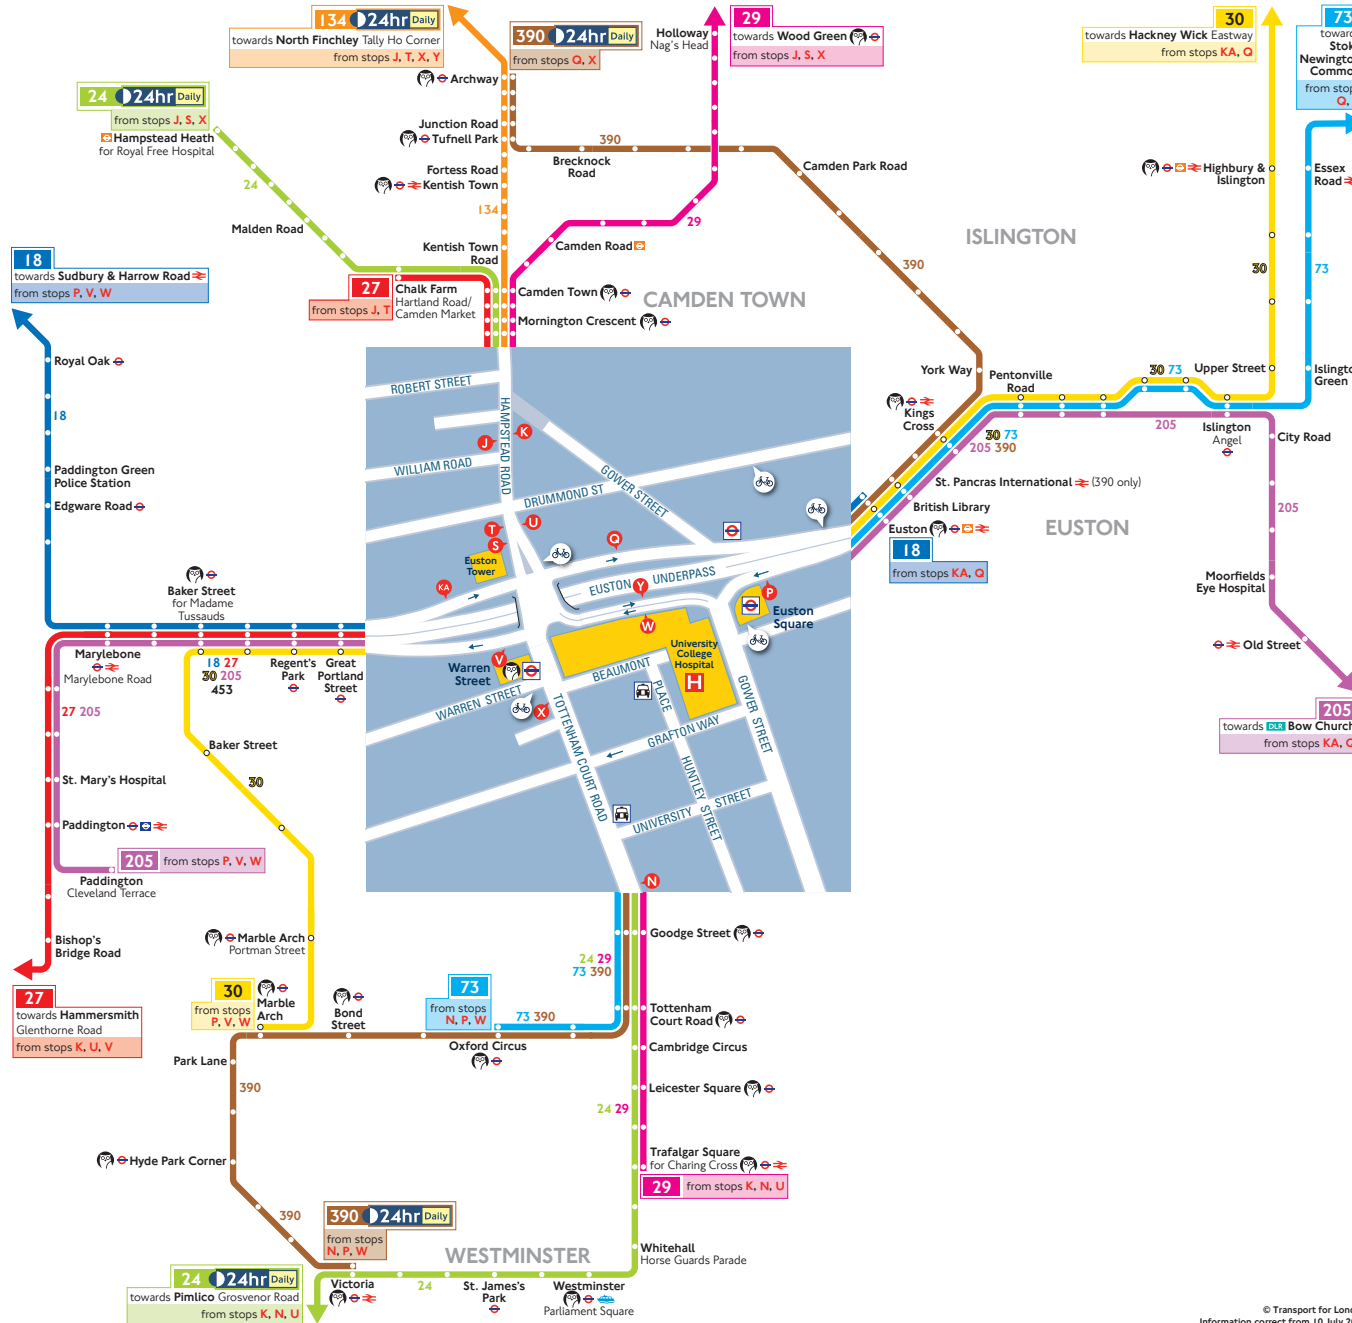 134 24hr Daily
towards North Finchley Tally Ho Corner
from stops J, T, X, Y
390 24hr Daily
from stops Q, X
Holloway
Nag's Head
29
towards Wood Green
from stops J, S, X
30
towards Hackney Wick Eastway
from stops KA, Q
73
Archway
24 24hr Daily
from stops J, S, X
Hampstead Heath
for Royal Free Hospital
Junction Road
Tufnell Park
390
Brecknock
Road
Camden Park Road
Fortess Road
Kentish Town
Highbury &
Islington
Essex
Road
24
134
29
Malden Road
Kentish Town
Road
Camden Road
ISLINGTON
18
towards Sudbury & Harrow Road
from stops P, V, W
390
30
73
27
from stops J, T
Chalk Farm
Hartland Road/
Camden Market
Camden Town
CAMDEN TOWN
Mornington Crescent
Royal Oak
18
ROBERT STREET
HAMPSTEAD ROAD
K
J
WILLIAM ROAD
GOWER STREET
DRUMMOND ST
York Way
Pentonville
Road
30 73
Upper Street
Green
Kings
Cross
30 73
205 390
205
Islington
Angel
City Road
Paddington Green
Police Station
Edgware Road
St. Pancras International (390 only)
British Library
Euston
EUSTON
205
18
from stops KA, Q
T
U
S
Q
Euston
Tower
KA
EUSTON UNDERPASS
Y
P
W
Euston
Square
University
College
Hospital
H
Moorfields
Eye Hospital
Old Street
Baker Street
for Madame
Tussauds
Marylebone
Marylebone Road
18 27
30 205
453
Regent's
Park
Great
Portland
Street
V
Warren
Street
WARREN STREET
BEAUMONT
PLACE
X
TOTTENHAM COURT ROAD
GRAFTON WAY
GOWER STREET
HUNTLEY STREET
UNIVERSITY STREET
N
205
towards DLR Bow Church
from stops KA, Q
27 205
Baker Street
30
St. Mary's Hospital
Paddington
205 from stops P, V, W
Paddington
Cleveland Terrace
Bishop's
Bridge Road
Marble Arch
Portman Street
27
towards Hammersmith
Glenthorne Road
from stops K, U, V
30
from stops
P, V, W
Marble
Arch
Bond
Street
73
from stops
N, P, W
73 390
Oxford Circus
24 29
73 390
Goodge Street
Tottenham
Court Road
Cambridge Circus
Park Lane
390
Leicester Square
24 29
Hyde Park Corner
Trafalgar Square
for Charing Cross
29 from stops K, N, U
390
390 24hr Daily
from stops
N, P, W
WESTMINSTER
Whitehall
Horse Guards Parade
24 24hr Daily
towards Pimlico Grosvenor Road
from stops K, N, U
Victoria
24
St. James's
Park
Westminster
Parliament Square
© Transport for
Information correct from 10 July